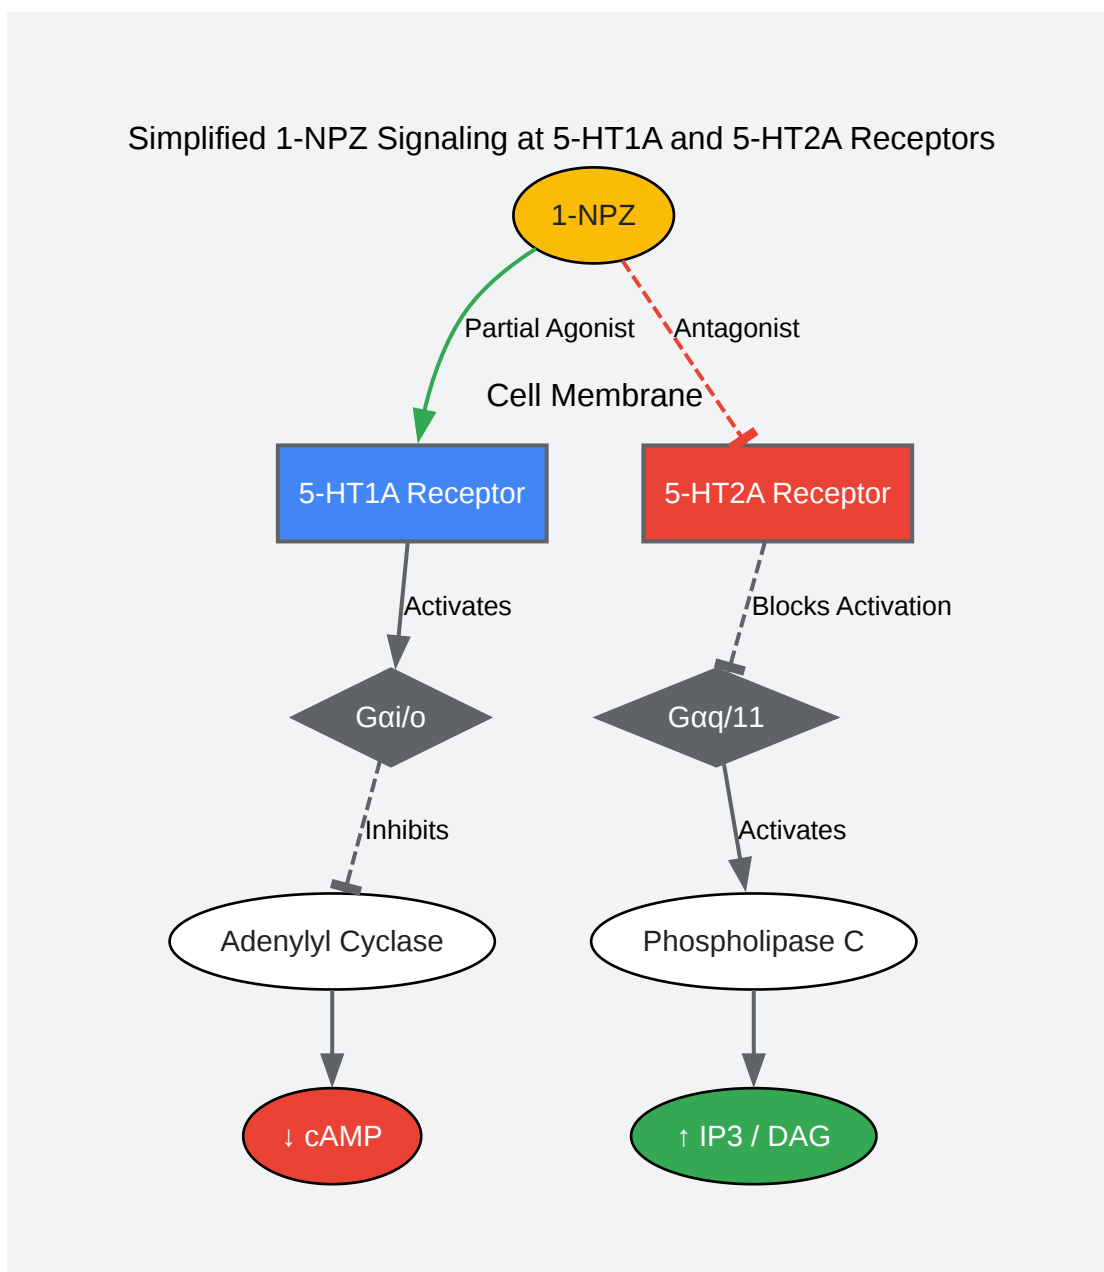 Simplified 1-NPZ Signaling at 5-HT1A and 5-HT2A Receptors
1-NPZ
Partial Agonist
Antagonist
Cell Membrane
5-HT1A Receptor
5-HT2A Receptor
Activates
Blocks Activation
Gαi/o
Gαq/11
Inhibits
Activates
Adenylyl Cyclase
Phospholipase C
↓ cAMP
↑ IP3 / DAG